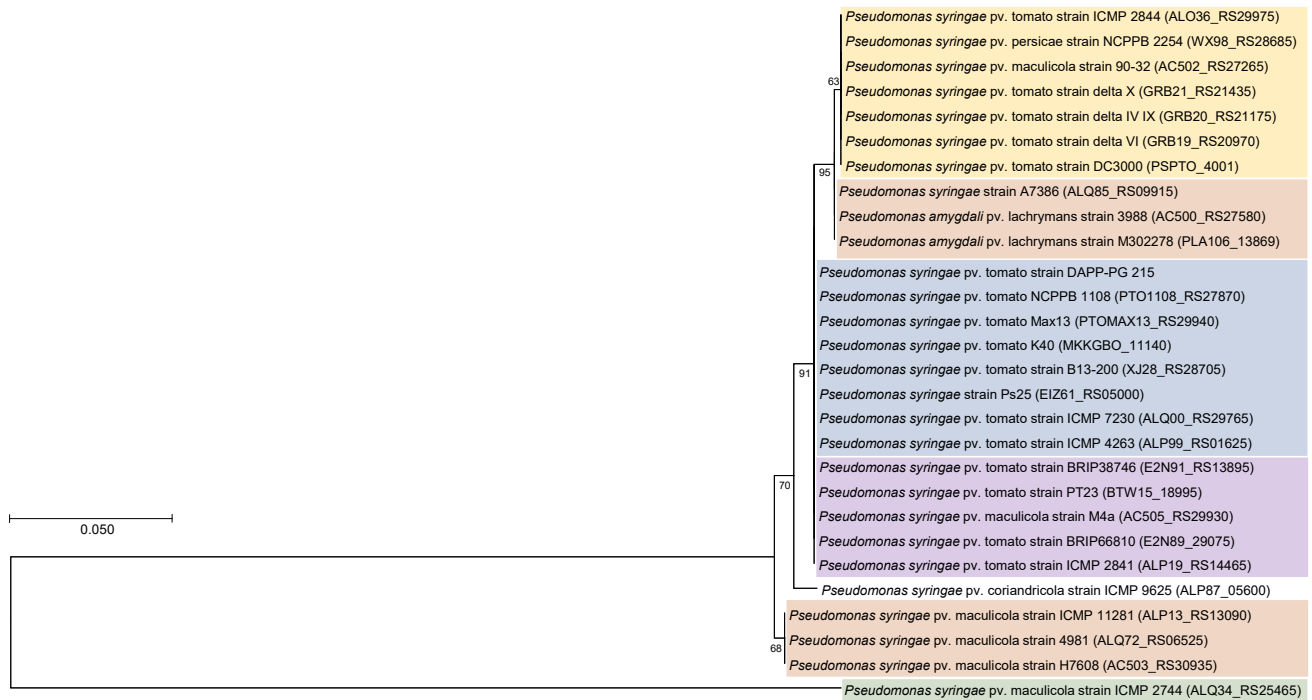 Pseudomonas syringae pv. tomato strain ICMP 2844 (ALO36_RS29975)
Pseudomonas syringae pv. persicae strain NCPPB 2254 (WX98_RS28685)
Pseudomonas syringae pv. maculicola strain 90-32 (AC502_RS27265)
63
Pseudomonas syringae pv. tomato strain delta X (GRB21_RS21435)
Pseudomonas syringae pv. tomato strain delta IV IX (GRB20_RS21175)
Pseudomonas syringae pv. tomato strain delta VI (GRB19_RS20970)
Pseudomonas syringae pv. tomato strain DC3000 (PSPTO_4001)
95
Pseudomonas syringae strain A7386 (ALQ85_RS09915)
Pseudomonas amygdali pv. lachrymans strain 3988 (AC500_RS27580)
Pseudomonas amygdali pv. lachrymans strain M302278 (PLA106_13869)
Pseudomonas syringae pv. tomato strain DAPP-PG 215
Pseudomonas syringae pv. tomato NCPPB 1108 (PTO1108_RS27870)
Pseudomonas syringae pv. tomato Max13 (PTOMAX13_RS29940)
Pseudomonas syringae pv. tomato K40 (MKKGBO_11140)
91
Pseudomonas syringae pv. tomato strain B13-200 (XJ28_RS28705)
Pseudomonas syringae strain Ps25 (EIZ61_RS05000)
Pseudomonas syringae pv. tomato strain ICMP 7230 (ALQ00_RS29765)
Pseudomonas syringae pv. tomato strain ICMP 4263 (ALP99_RS01625)
Pseudomonas syringae pv. tomato strain BRIP38746 (E2N91_RS13895)
70
Pseudomonas syringae pv. tomato strain PT23 (BTW15_18995)
Pseudomonas syringae pv. maculicola strain M4a (AC505_RS29930)
0.050
Pseudomonas syringae pv. tomato strain BRIP66810 (E2N89_29075)
Pseudomonas syringae pv. tomato strain ICMP 2841 (ALP19_RS14465)
Pseudomonas syringae pv. coriandricola strain ICMP 9625 (ALP87_05600)
Pseudomonas syringae pv. maculicola strain ICMP 11281 (ALP13_RS13090)
Pseudomonas syringae pv. maculicola strain 4981 (ALQ72_RS06525)
68
Pseudomonas syringae pv. maculicola strain H7608 (AC503_RS30935)
Pseudomonas syringae pv. maculicola strain ICMP 2744 (ALQ34_RS25465)